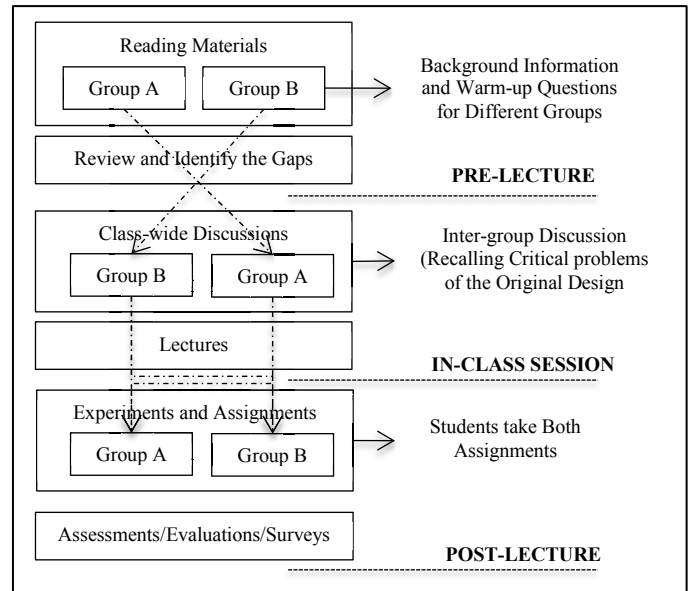 Reading Materials
Group A
Group B
Background Information
and Warm-up Questions
for Different Groups
Review and Identify the Gaps
PRE-LECTURE
Class-wide Discussions
Group B
Group A
Inter-group Discussion
(Recalling Critical problems
of the Original Design
Lectures
IN-CLASS SESSION
Experiments and Assignments
Group A
Group B
Students take Both
Assignments
Assessments/Evaluations/Surveys
POST-LECTURE